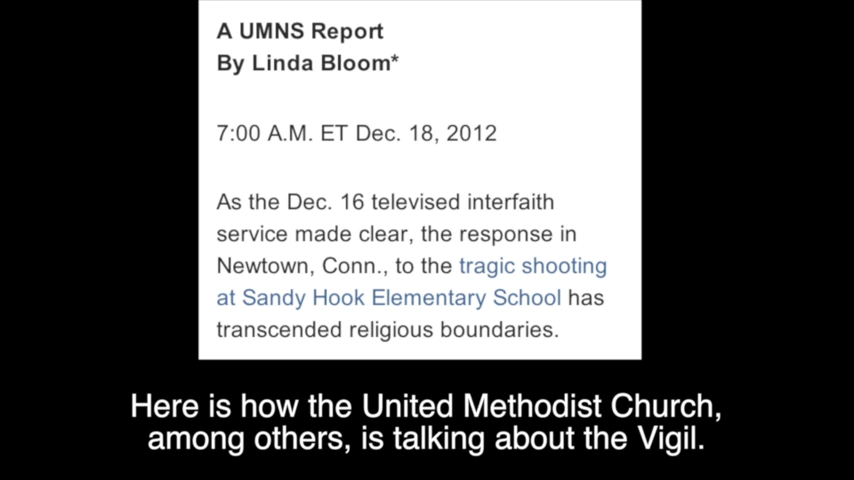 A UMNS Report
By Linda Bloom*
7:00 A.M. ET Dec. 18, 2012
As the Dec. 16 televised interfaith
service made clear, the response in
Newtown, Conn., to the tragic shooting
at Sandy Hook Elementary School has
transcended religious boundaries.
Here is how the United Methodist Church,
among others, is talking about the Vigil.